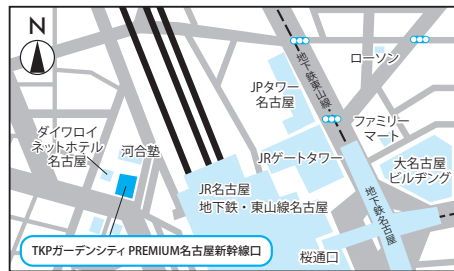 N
地下鉄東山線
ローソン
JPタワー
名古屋
ファミリー
マート
ダイワロイ
ネットホテル
名古屋
河合塾
JRゲートタワー
大名古屋
ビルヂング
JR名古屋
地下鉄・東山線名古屋
地下鉄名古屋
桜通口
TKPガーデンシティ PREMIUM名古屋新幹線口